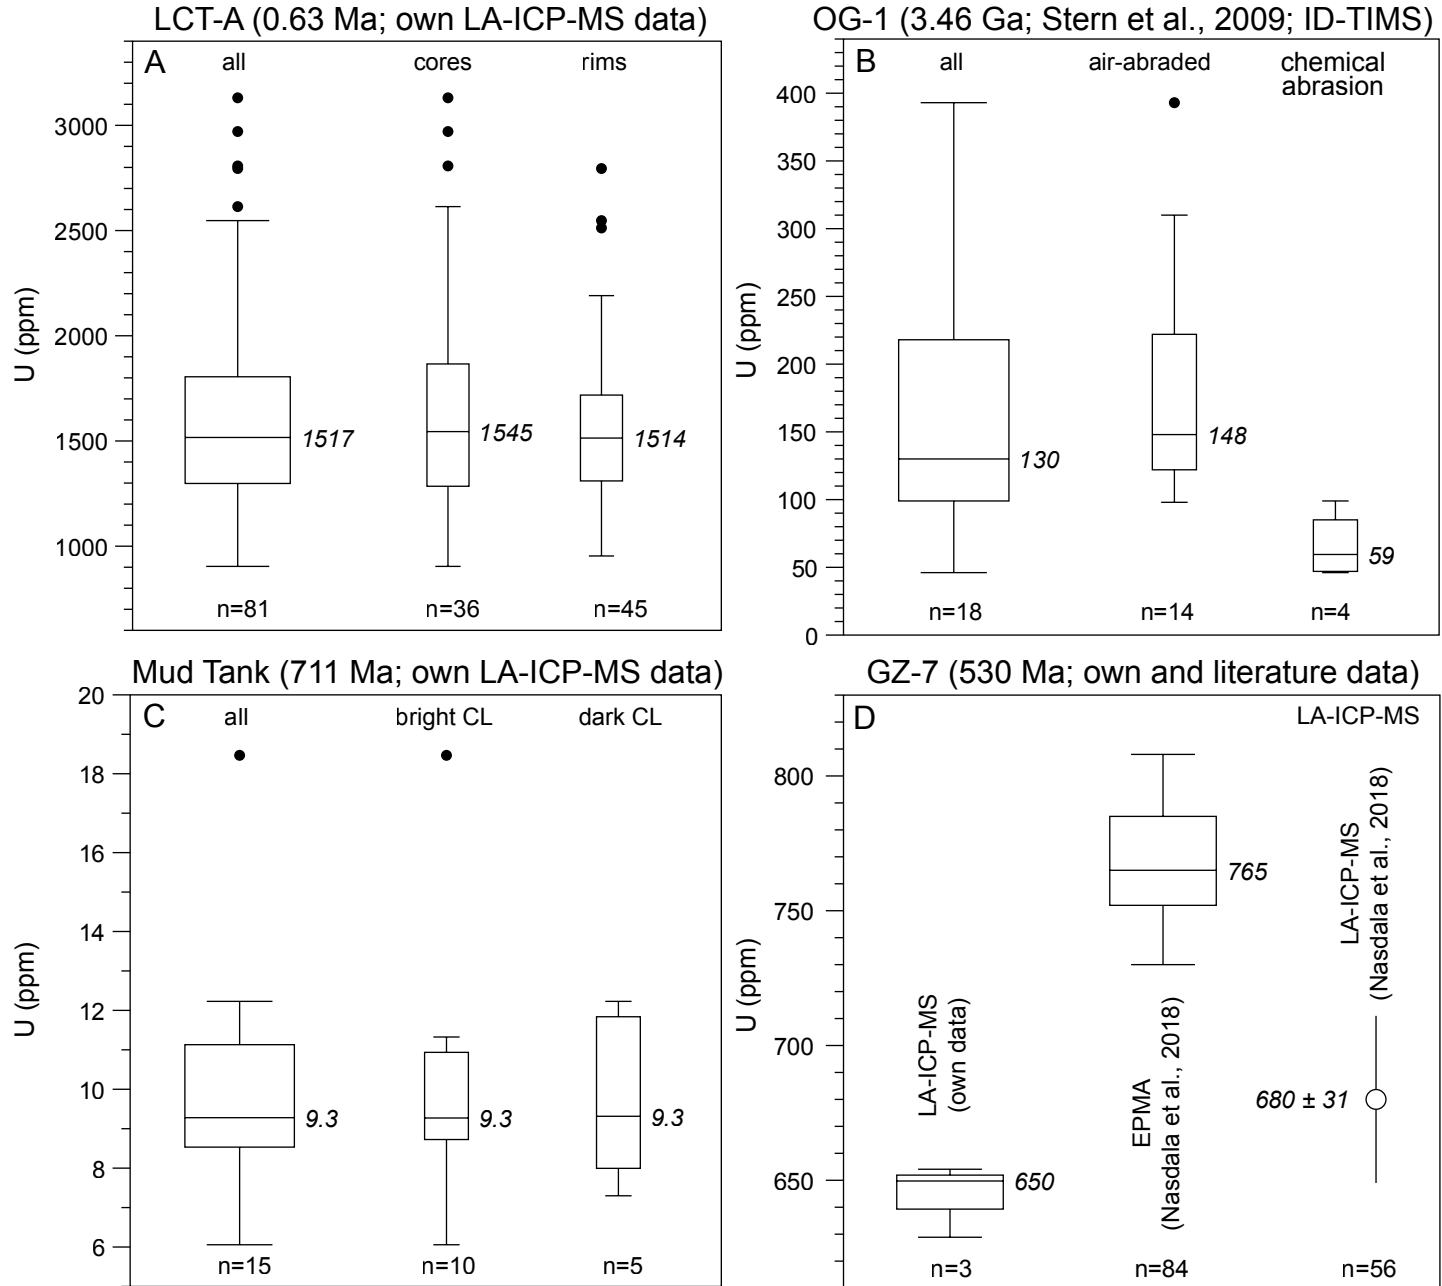 LCT-A (0.63 Ma; own LA-ICP-MS data)
A
all
cores
rims
3000
2500
2000
1500
1000
U (ppm)
1517
1545
1514
n=81
n=36
n=45
OG-1 (3.46 Ga; Stern et al., 2009; ID-TIMS)
B
all
air-abraded
chemical
abrasion
400
350
300
250
200
150
100
50
0
U (ppm)
130
148
59
n=18
n=14
n=4
Mud Tank (711 Ma; own LA-ICP-MS data)
C
all
bright CL
dark CL
20
18
16
14
12
10
8
6
U (ppm)
9.3
9.3
9.3
n=15
n=10
n=5
GZ-7 (530 Ma; own and literature data)
D
LA-ICP-MS
800
750
700
650
U (ppm)
LA-ICP-MS
(own data)
650
EPMA
(Nasdala et al., 2018)
765
LA-ICP-MS
(Nasdala et al., 2018)
680 ± 31
n=3
n=84
n=56